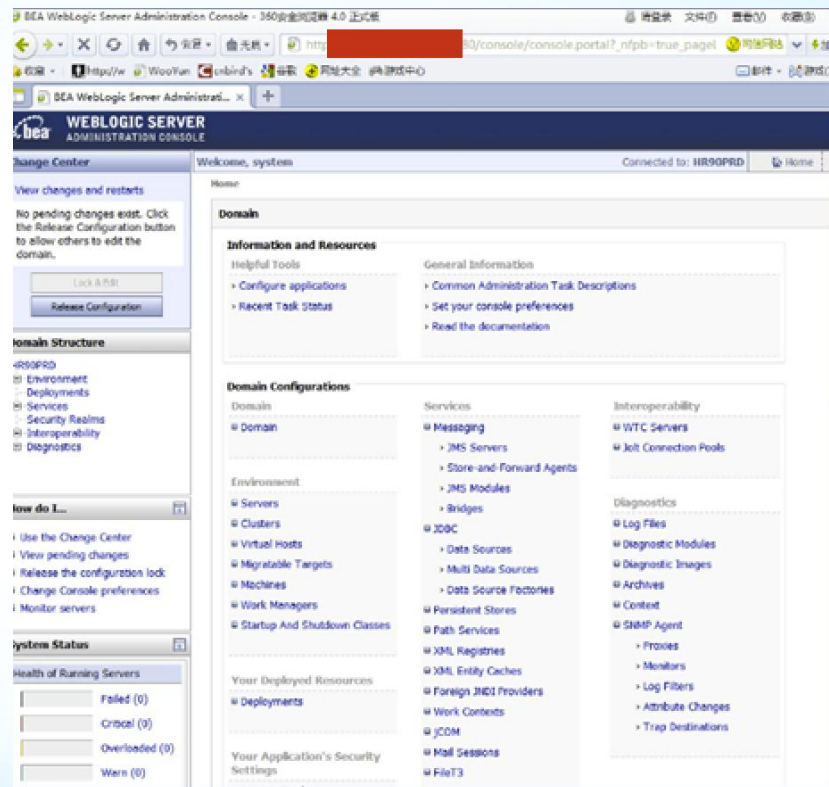 BEA WebLogic Server Administration Console - 360安全浏览器 4.0 正式版
请登录 文件(F) 查看(V) 收藏(B)
http
80/console/console.portal?_nfpb=true_pageL
收藏
http://w
WooYun
cnbird's
谷歌
网址大全
游戏中心
邮件
BEA WebLogic Server Administrati...
bea
WEBLOGIC SERVER
ADMINISTRATION CONSOLE
Change Center
View changes and restarts
No pending changes exist. Click
the Release Configuration button
to allow others to edit the
domain.
Lock & Edit
Release Configuration
Domain Structure
HR90PRD
Environment
Deployments
Services
Security Realms
Interoperability
Diagnostics
How do I...
Use the Change Center
View pending changes
Release the configuration lock
Change Console preferences
Monitor servers
System Status
Health of Running Servers
Failed (0)
Critical (0)
Overloaded (0)
Warn (0)
Welcome, system
Connected to: HR90PRD
Home
Home
Domain
Information and Resources
Helpful Tools
Configure applications
Recent Task Status
General Information
Common Administration Task Descriptions
Set your console preferences
Read the documentation
Domain Configurations
Domain
Domain
Environment
Servers
Clusters
Virtual Hosts
Migratable Targets
Machines
Work Managers
Startup And Shutdown Classes
Your Deployed Resources
Deployments
Your Application's Security
Settings
Services
Messaging
JMS Servers
Store-and-Forward Agents
JMS Modules
Bridges
JDBC
Data Sources
Multi Data Sources
Data Source Factories
Persistent Stores
Path Services
XML Registries
XML Entity Caches
Foreign JNDI Providers
Work Contexts
jCOM
Mail Sessions
FileT3
Interoperability
WTC Servers
Jolt Connection Pools
Diagnostics
Log Files
Diagnostic Modules
Diagnostic Images
Archives
Context
SNMP Agent
Proxies
Monitors
Log Filters
Attribute Changes
Trap Destinations